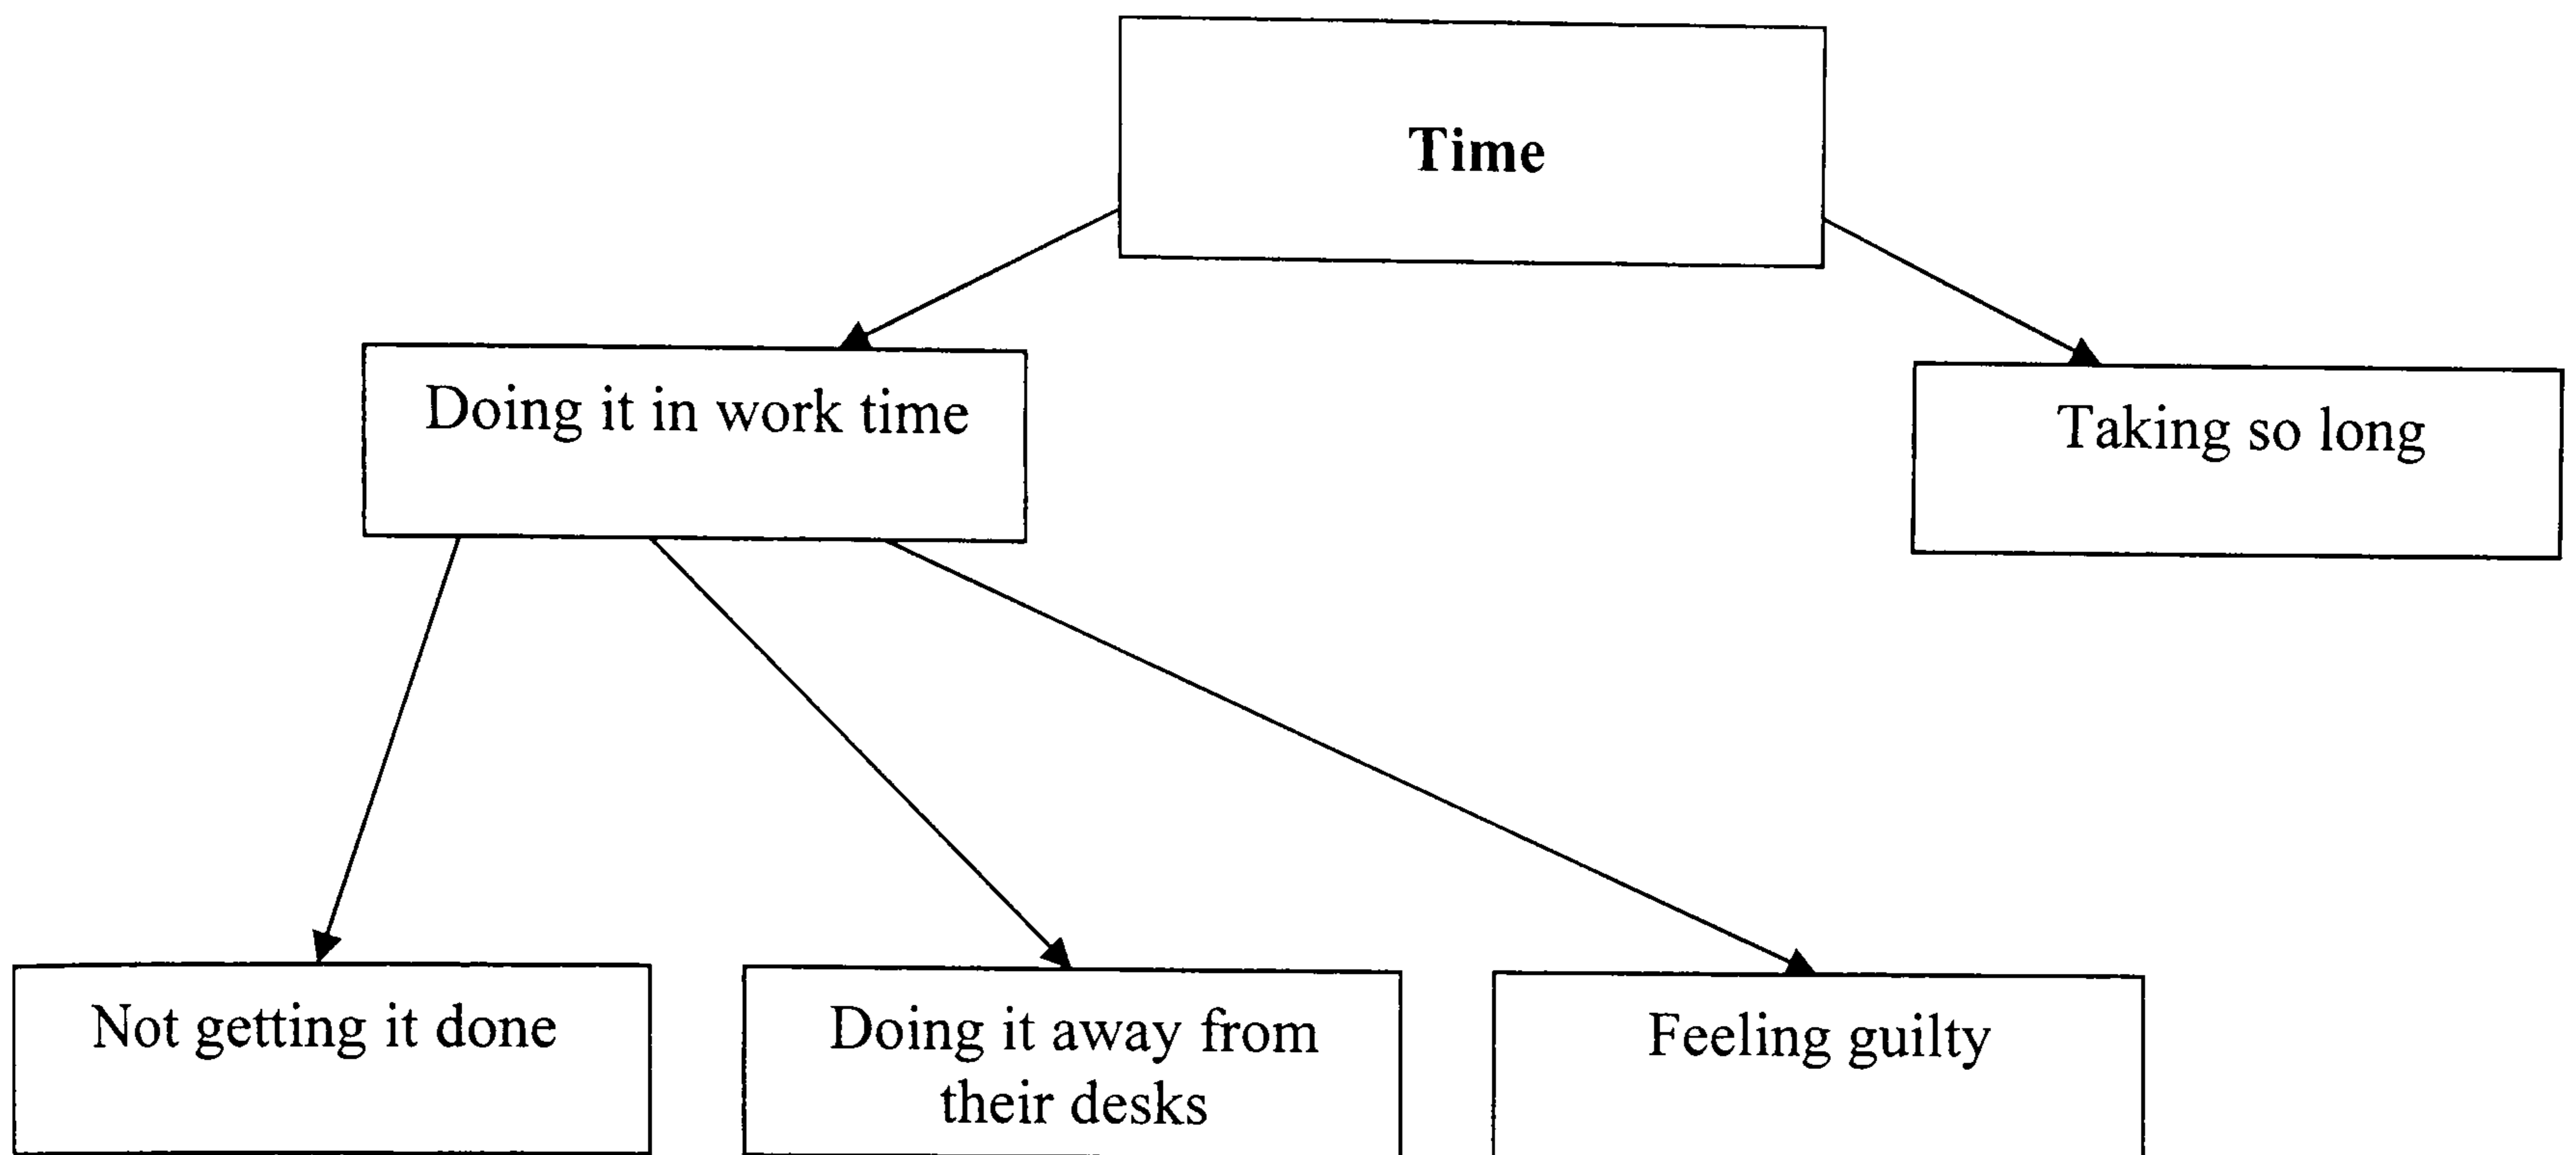 Time
Doing it in work time
Taking so long
Not getting it done
Doing it away from
their desks
Feeling guilty